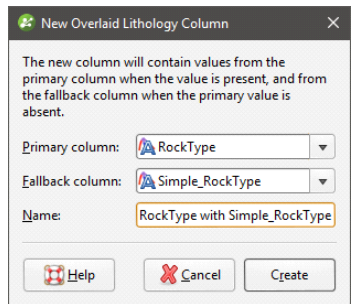 New Overlaid Lithology Column
The new column will contain values from the
primary column when the value is present, and from
the fallback column when the primary value is
absent.
Primary column: RockType
Fallback column: Simple_RockType
Name: RockType with Simple_RockType
Help Cancel Create